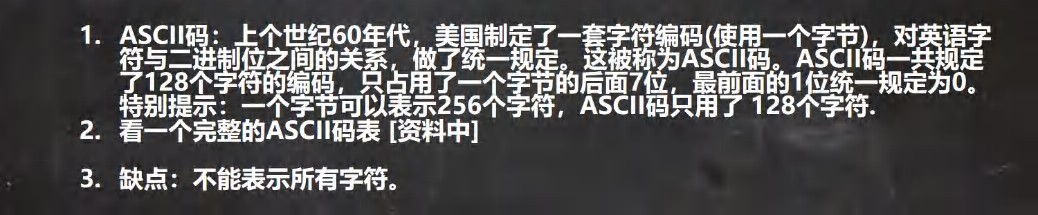 1. ASCII码：上个世纪60年代，美国制定了一套字符编码(使用一个字节)，对英语字
符与二进制位之间的关系，做了统一规定。这被称为ASCII码。ASCII码一共规定
了128个字符的编码，只占用了一个字节的后面7位，最前面的1位统一规定为0。
特别提示：一个字节可以表示256个字符，ASCII码只用了 128个字符.
2. 看一个完整的ASCII码表 [资料中]
3. 缺点：不能表示所有字符。